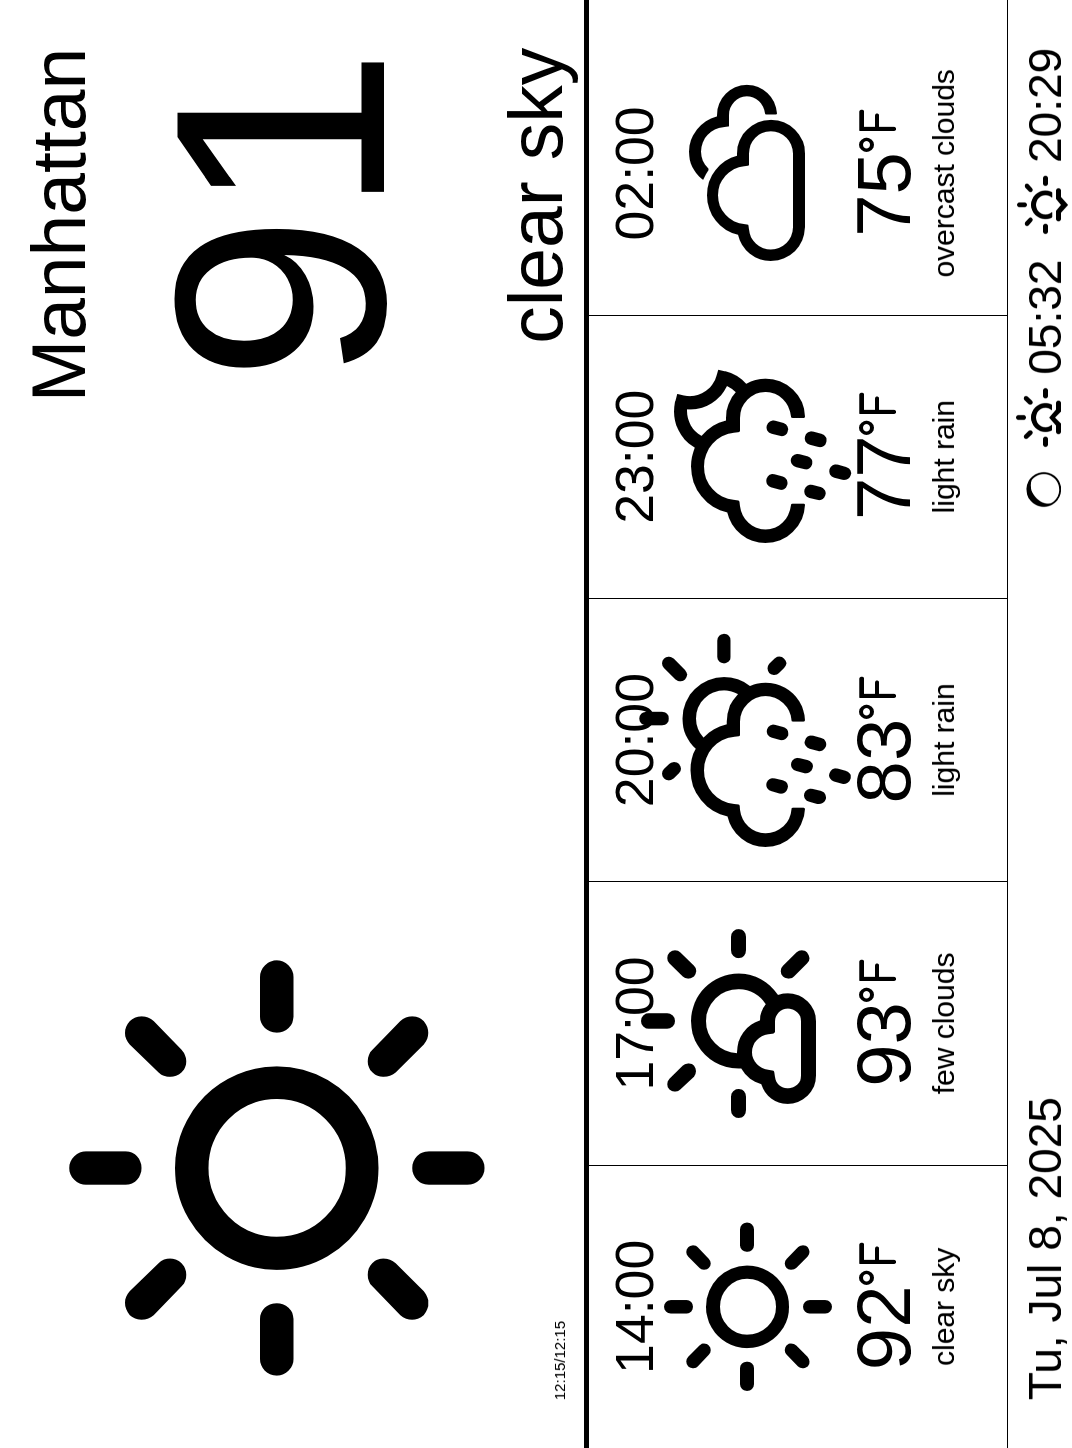 Manhattan
91
clear sky
12:15/12:15
14:00
92°F
clear sky
17:00
93°F
few clouds
20:00
83°F
light rain
23:00
77°F
light rain
02:00
75°F
overcast clouds
Tu, Jul 8, 2025
05:32
20:29